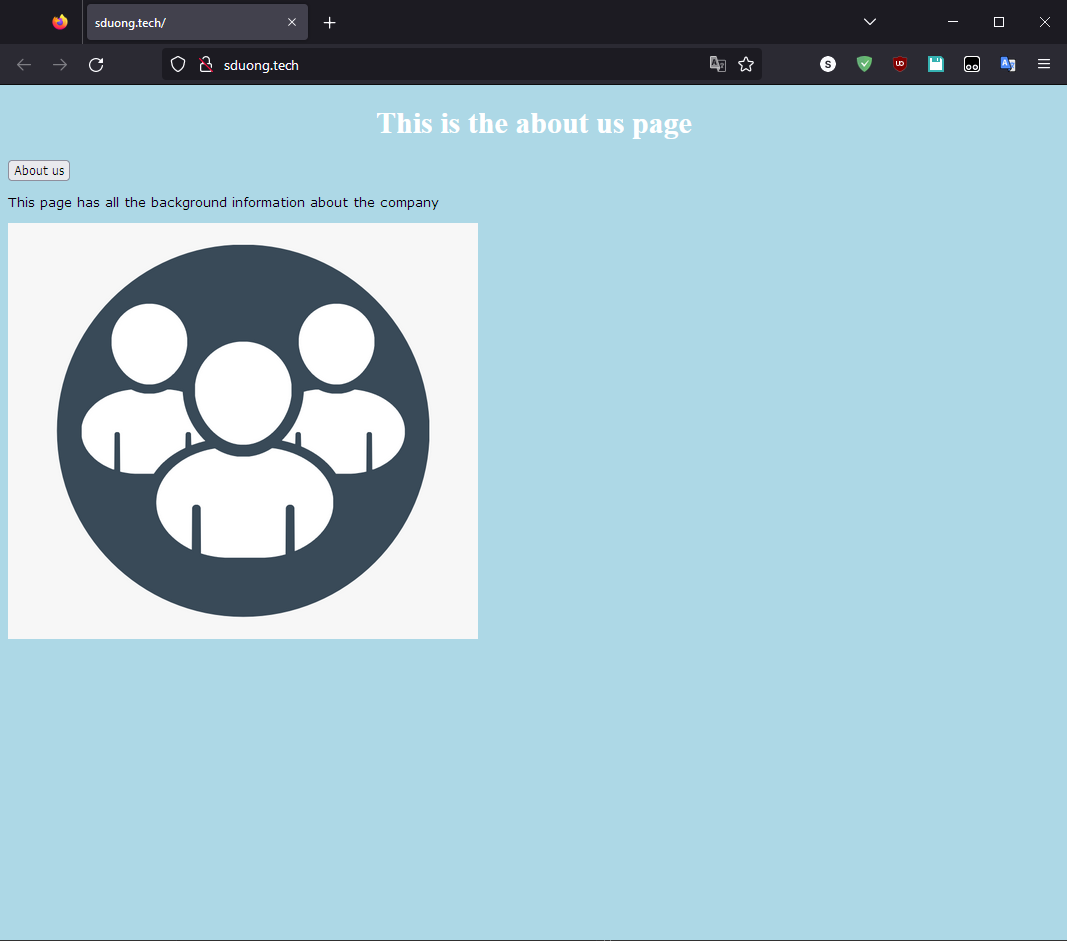 sduong.tech/
sduong.tech
S
UD
This is the about us page
About us
This page has all the background information about the company